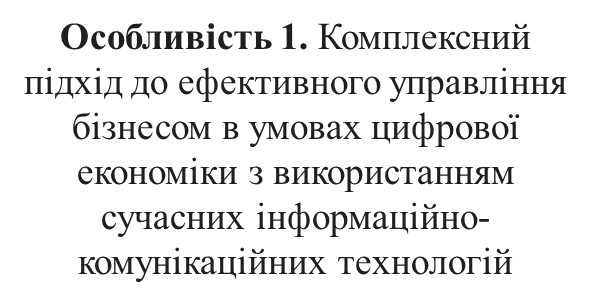 Особливість 1. Комплексний
підхід до ефективного управління
бізнесом в умовах цифрової
економіки з використанням
сучасних інформаційно-
комунікаційних технологій